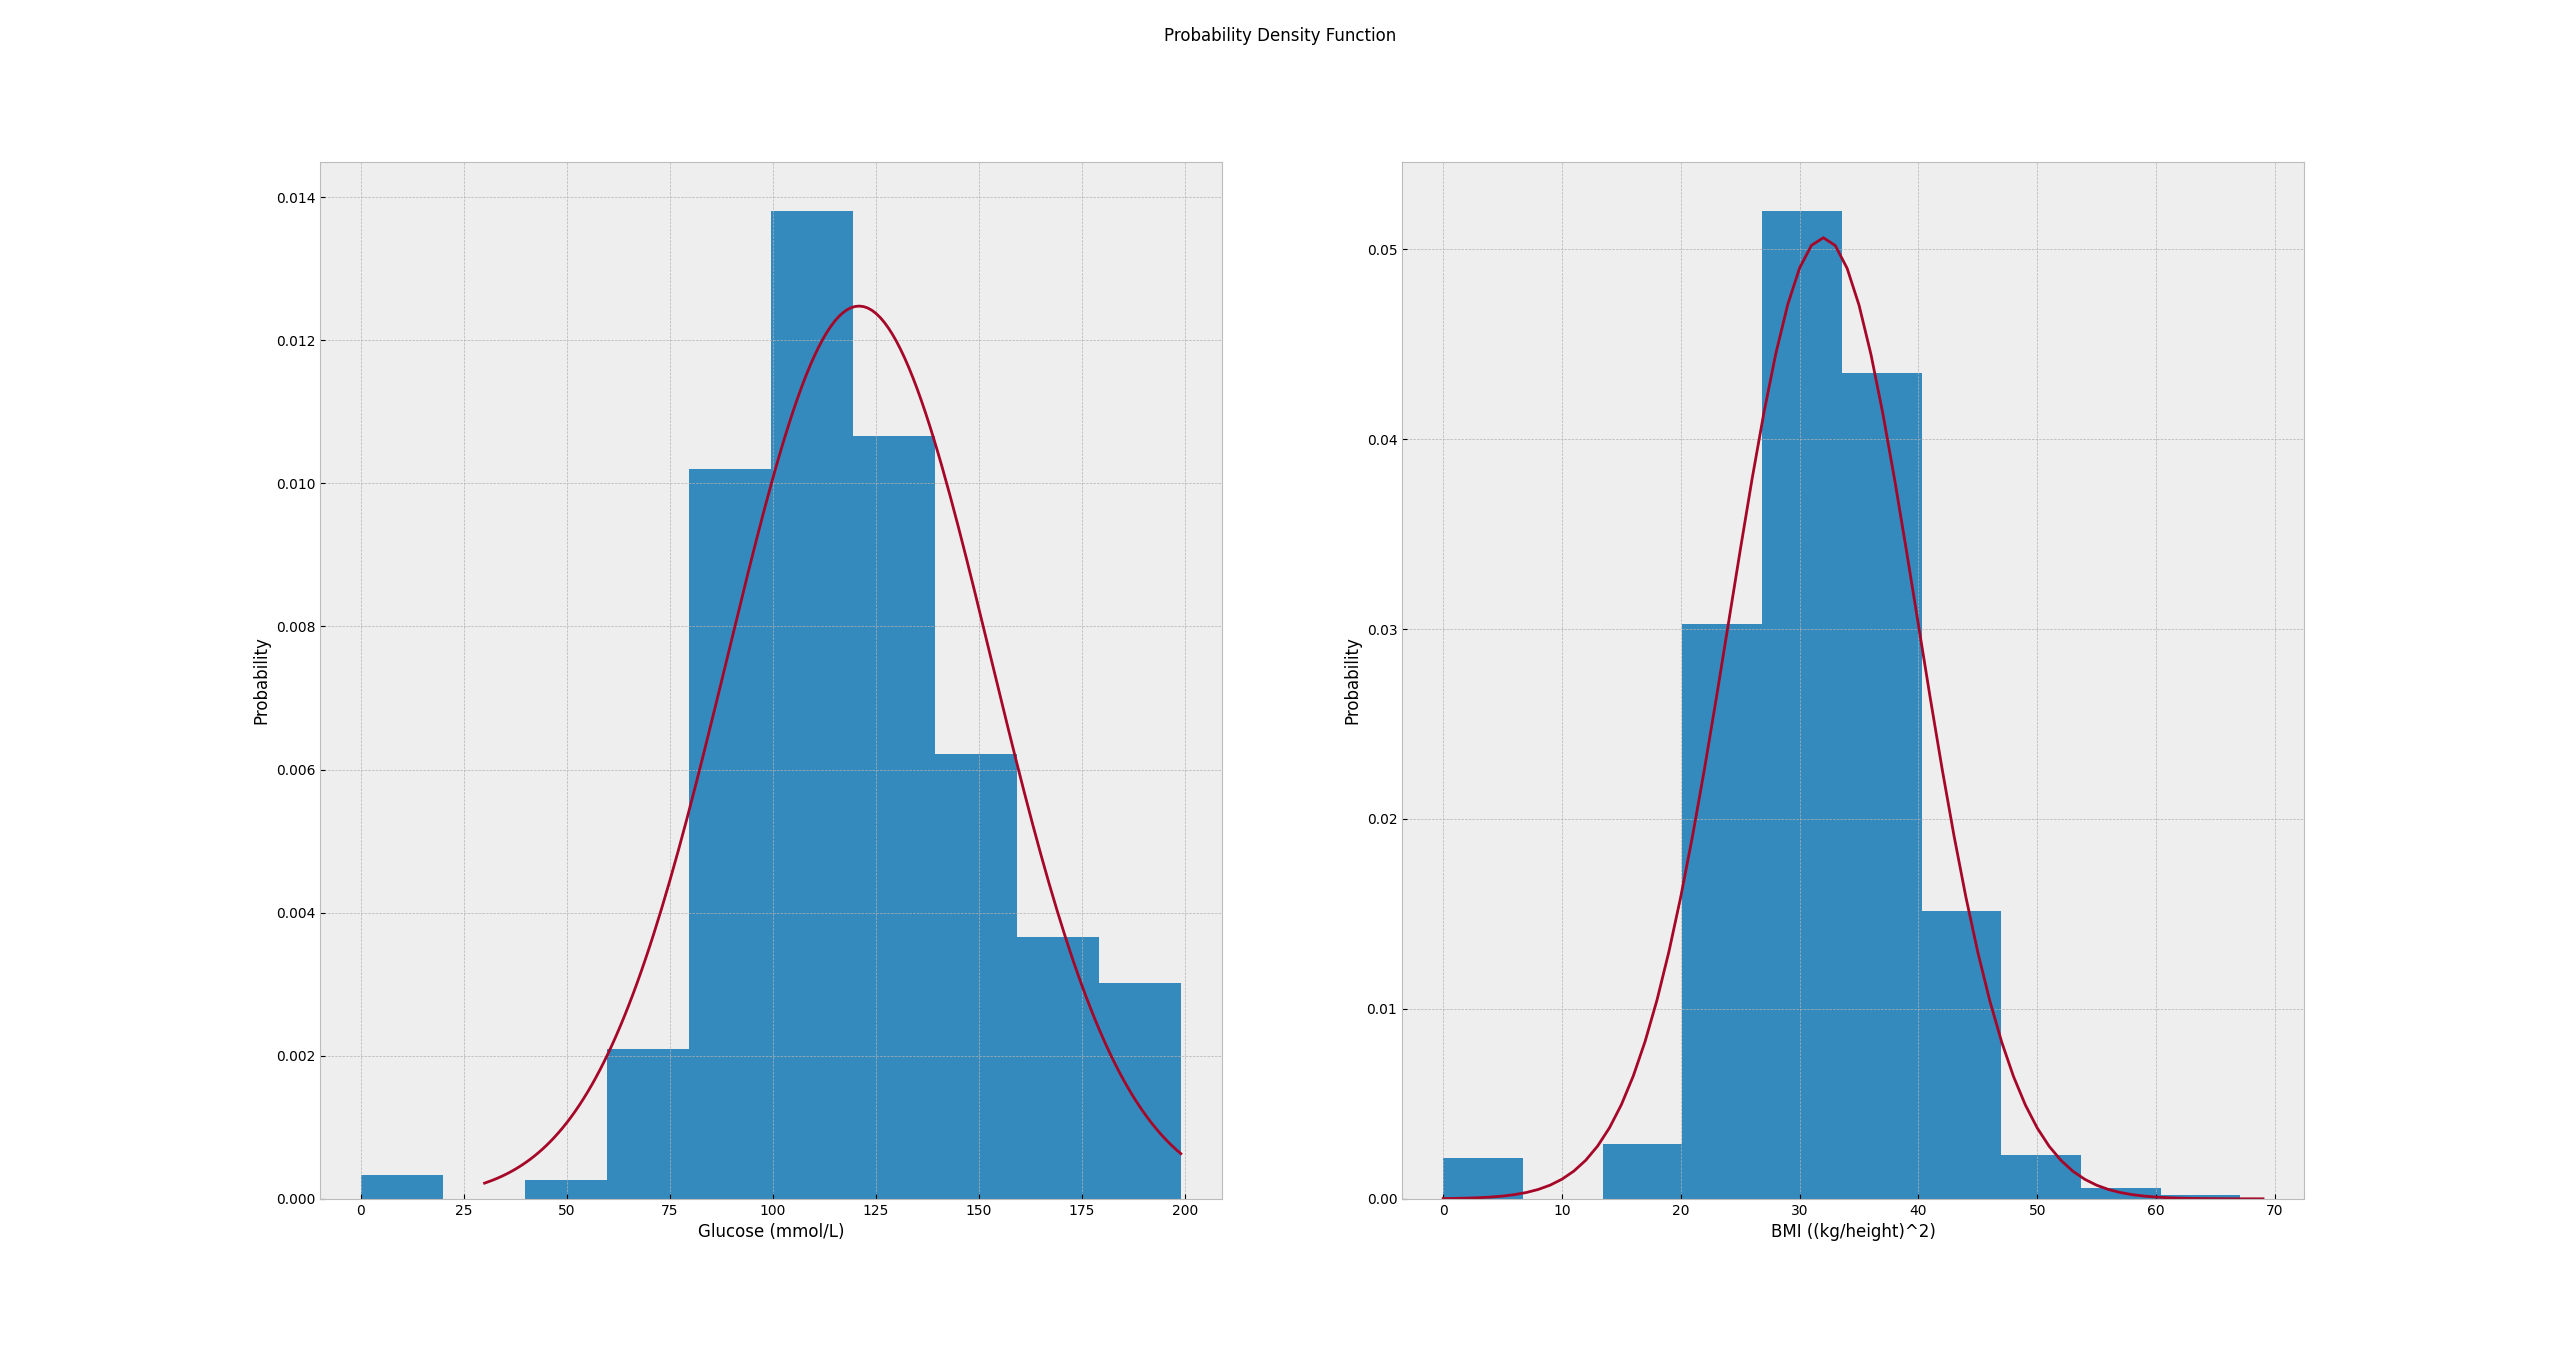 Probability Density Function
0.014
0.012
0.010
0.008
0.006
0.004
0.002
0.000
Probability
0 25 50 75 100 125 150 175 200
Glucose (mmol/L)
0.05
0.04
0.03
0.02
0.01
0.00
Probability
0 10 20 30 40 50 60 70
BMI ((kg/height)^2)